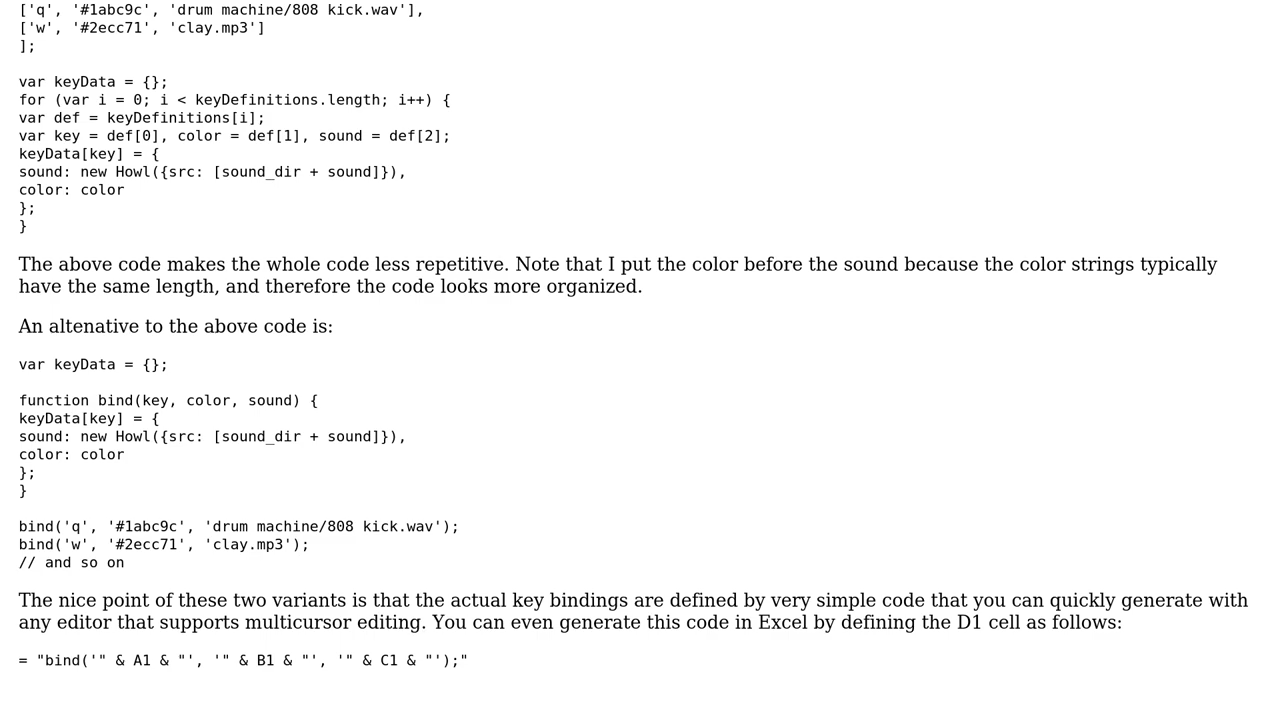 ['q', '#1abc9c', 'drum machine/808 kick.wav'],
['w', '#2ecc71', 'clay.mp3']
];
var keyData = {};
for (var i = 0; i < keyDefinitions.length; i++) {
var def = keyDefinitions[i];
var key = def[0], color = def[1], sound = def[2];
keyData[key] = {
sound: new Howl({src: [sound_dir + sound]}),
color: color
};
}
The above code makes the whole code less repetitive. Note that I put the color before the sound because the color strings typically
have the same length, and therefore the code looks more organized.
An altenative to the above code is:
var keyData = {};
function bind(key, color, sound) {
keyData[key] = {
sound: new Howl({src: [sound_dir + sound]}),
color: color
};
}
bind('q', '#1abc9c', 'drum machine/808 kick.wav');
bind('w', '#2ecc71', 'clay.mp3');
// and so on
The nice point of these two variants is that the actual key bindings are defined by very simple code that you can quickly generate with
any editor that supports multicursor editing. You can even generate this code in Excel by defining the D1 cell as follows:
= "bind('" & A1 & "', '" & B1 & "', '" & C1 & "');"